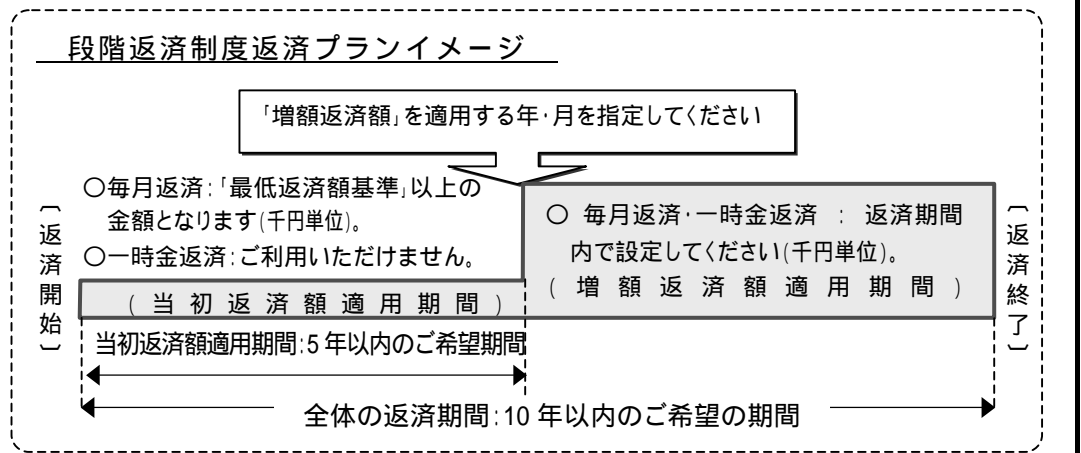 段階返済制度返済プランイメージ
「増額返済額」を適用する年・月を指定してください
○毎月返済：「最低返済額基準」以上の
金額となります(千円単位)。
○一時金返済：ご利用いただけません。
(当初返済額適用期間)
○ 毎月返済・一時金返済 ： 返済期間
内で設定してください(千円単位)。
(増額返済額適用期間)
〔返済開始〕
〔返済終了〕
当初返済額適用期間：5年以内のご希望期間
全体の返済期間：10年以内のご希望の期間